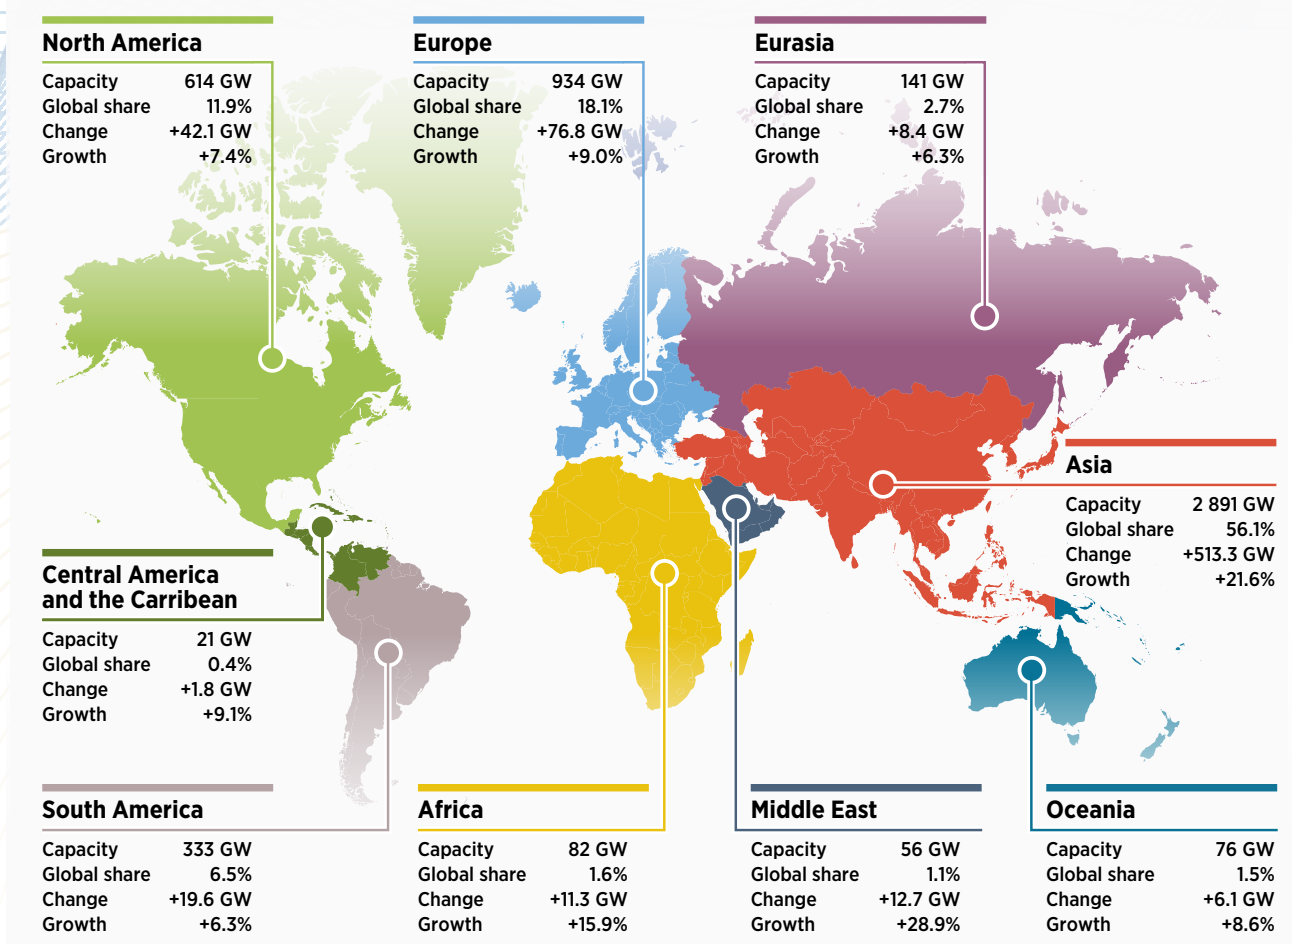 North America
Capacity 614 GW
Global share 11.9%
Change +42.1 GW
Growth +7.4%
Europe
Capacity 934 GW
Global share 18.1%
Change +76.8 GW
Growth +9.0%
Eurasia
Capacity 141 GW
Global share 2.7%
Change +8.4 GW
Growth +6.3%
Asia
Capacity 2 891 GW
Global share 56.1%
Change +513.3 GW
Growth +21.6%
Central America
and the Carribean
Capacity 21 GW
Global share 0.4%
Change +1.8 GW
Growth +9.1%
South America
Capacity 333 GW
Global share 6.5%
Change +19.6 GW
Growth +6.3%
Africa
Capacity 82 GW
Global share 1.6%
Change +11.3 GW
Growth +15.9%
Middle East
Capacity 56 GW
Global share 1.1%
Change +12.7 GW
Growth +28.9%
Oceania
Capacity 76 GW
Global share 1.5%
Change +6.1 GW
Growth +8.6%